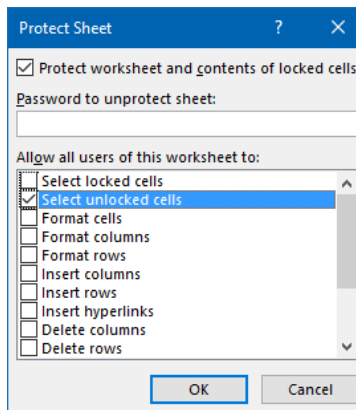 Protect Sheet
Protect worksheet and contents of locked cells
Password to unprotect sheet:
Allow all users of this worksheet to:
Select locked cells
Select unlocked cells
Format cells
Format columns
Format rows
Insert columns
Insert rows
Insert hyperlinks
Delete columns
Delete rows
OK Cancel